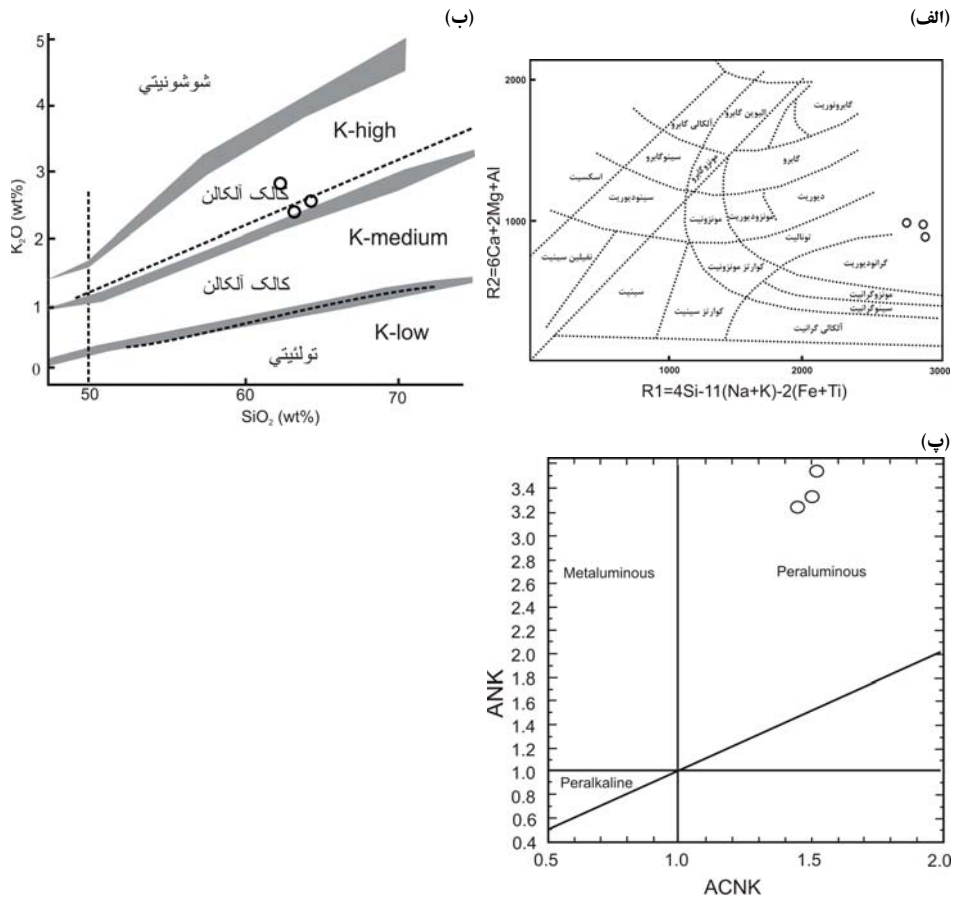 (الف)
2000
1000
R2=6Ca+2Mg+Al
گابرونوریت
الیوین گابرو
آلکالی گابرو
گابرو
سینوگابرو
مونزوگابرو
اسکسیت
سینودیوریت
دیوریت
مونزودیوریت
مونزونیت
تونالیت
گرانودیوریت
نفیلین سینیت
کوارتز مونزونیت
سینیت
کوارتز سینیت
مونزوگرانیت
سینوگرانیت
آلکالی گرانیت
1000 2000 3000
R1=4Si-11(Na+K)-2(Fe+Ti)
(ب)
5
4
3
2
1
0
K₂O (wt%)
شوشونیتي
K-high
کالک آلکالن
K-medium
کالک آلکالن
K-low
تولئیتي
50 60 70
SiO₂ (wt%)
(پ)
3.4
3.2
3.0
2.8
2.6
2.4
2.2
2.0
1.8
1.6
1.4
1.2
1.0
0.8
0.6
0.4
ANK
Metaluminous
Peraluminous
Peralkaline
0.5 1.0 1.5 2.0
ACNK